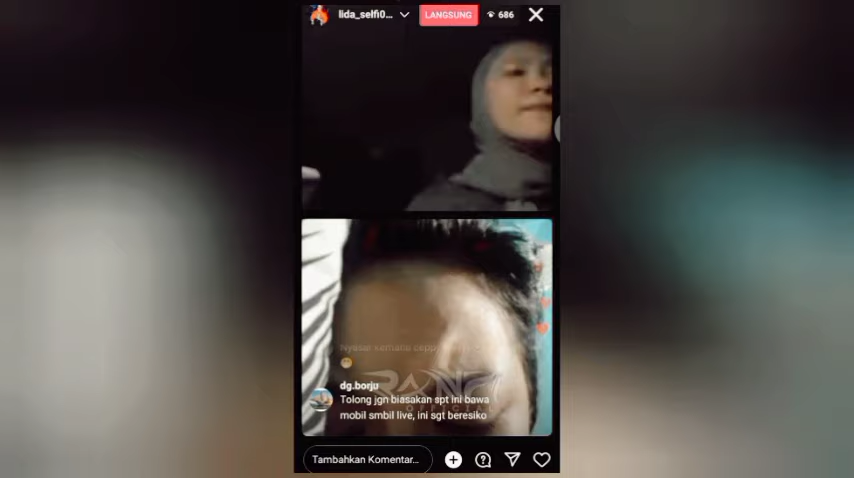 lida_selfi0...
LANGSUNG
686
dg.borju
Tolong jgn biasakan spt ini bawa
mobil smbil live, ini sgt beresiko
OFFICIAL
Tambahkan Komentar...